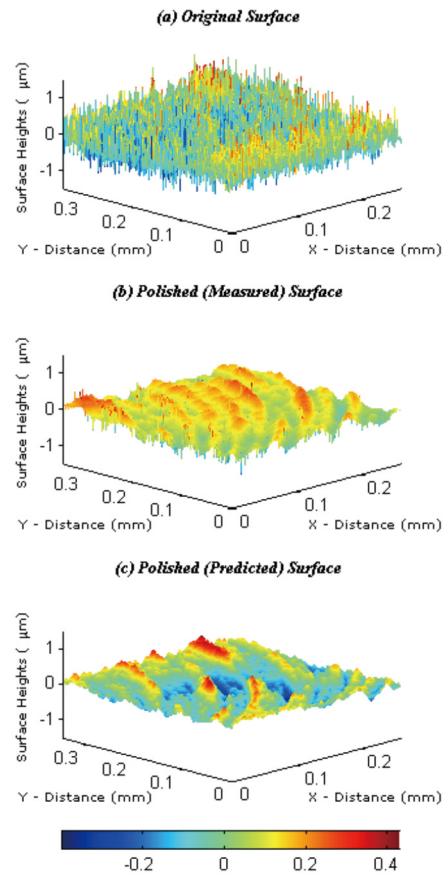 (a) Original Surface
Surface Heights ( μm)
1
0
-1
0.3
0.2
0.1
0
0
0.1
0.2
Y - Distance (mm)
X - Distance (mm)
(b) Polished (Measured) Surface
Surface Heights ( μm)
1
0
-1
0.3
0.2
0.1
0
0
0.1
0.2
Y - Distance (mm)
X - Distance (mm)
(c) Polished (Predicted) Surface
Surface Heights ( μm)
1
0
-1
0.3
0.2
0.1
0
0
0.1
0.2
Y - Distance (mm)
X - Distance (mm)
-0.2 0 0.2 0.4